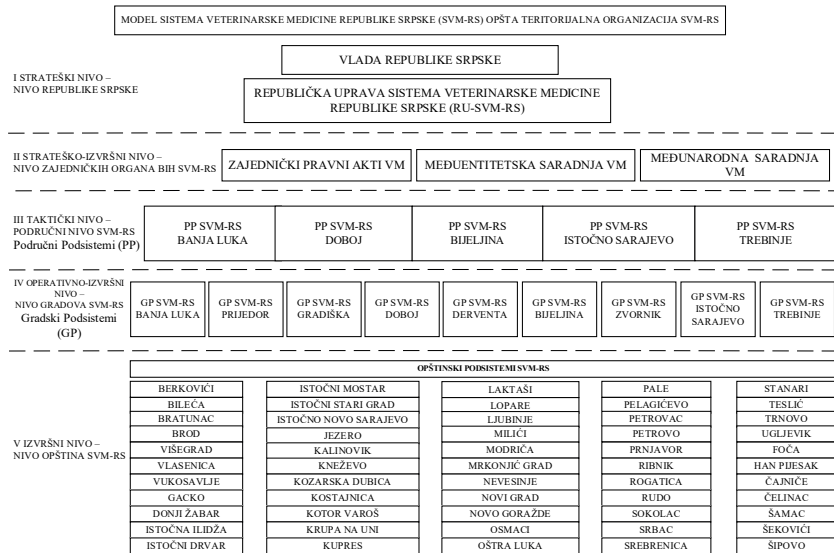 MODEL SISTEMA VETERINARSKE MEDICINE REPUBLIKE SRPSKE (SVM-RS) OPŠTA TERITORIJALNA ORGANIZACIJA SVM-RS
I STRATEŠKI NIVO –
NIVO REPUBLIKE SRPSKE
VLADA REPUBLIKE SRPSKE
REPUBLIČKA UPRAVA SISTEMA VETERINARSKE MEDICINE
REPUBLIKE SRPSKE (RU-SVM-RS)
II STRATEŠKO-IZVRŠNI NIVO –
NIVO ZAJEDNIČKIH ORGANA BIH SVM-RS
ZAJEDNIČKI PRAVNI AKTI VM
MEĐUENTITETSKA SARADNJA VM
MEĐUNARODNA SARADNJA
VM
III TAKTIČKI NIVO –
PODRUČNI NIVO SVM-RS
Područni Podsistemi (PP)
PP SVM-RS
BANJA LUKA
PP SVM-RS
DOBOJ
PP SVM-RS
BIJELJINA
PP SVM-RS
ISTOČNO SARAJEVO
PP SVM-RS
TREBINJE
IV OPERATIVNO-IZVRŠNI
NIVO –
NIVO GRADOVA SVM-RS
Gradski Podsistemi
(GP)
GP SVM-RS
BANJA LUKA
GP SVM-RS
PRIJEDOR
GP SVM-RS
GRADIŠKA
GP SVM-RS
DOBOJ
GP SVM-RS
DERVENTA
GP SVM-RS
BIJELJINA
GP SVM-RS
ZVORNIK
GP SVM-RS
ISTOČNO
SARAJEVO
GP SVM-RS
TREBINJE
V IZVRŠNI NIVO –
NIVO OPŠTINA SVM-RS
OPŠTINSKI PODSISTEMI SVM-RS
BERKOVIĆI
BILEĆA
BRATUNAC
BROD
VIŠEGRAD
VLASENICA
VUKOSAVLJE
GACKO
DONJI ŽABAR
ISTOČNA ILIDŽA
ISTOČNI DRVAR
ISTOČNI MOSTAR
ISTOČNI STARI GRAD
ISTOČNO NOVO SARAJEVO
JEZERO
KALINOVIK
KNEŽEVO
KOZARSKA DUBICA
KOSTAJNICA
KOTOR VAROŠ
KRUPA NA UNI
KUPRES
LAKTAŠI
LOPARE
LJUBINJE
MILIĆI
MODRIČA
MRKONJIĆ GRAD
NEVESINJE
NOVI GRAD
NOVO GORAŽDE
OSMACI
OŠTRA LUKA
PALE
PELAGIĆEVO
PETROVAC
PETROVO
PRNJAVOR
RIBNIK
ROGATICA
RUDO
SOKOLAC
SRBAC
SREBRENICA
STANARI
TESLIĆ
TRNOVO
UGLJEVIK
FOČA
HAN PIJESAK
ČAJNIČE
ČELINAC
ŠAMAC
ŠEKOVIĆI
ŠIPOVO